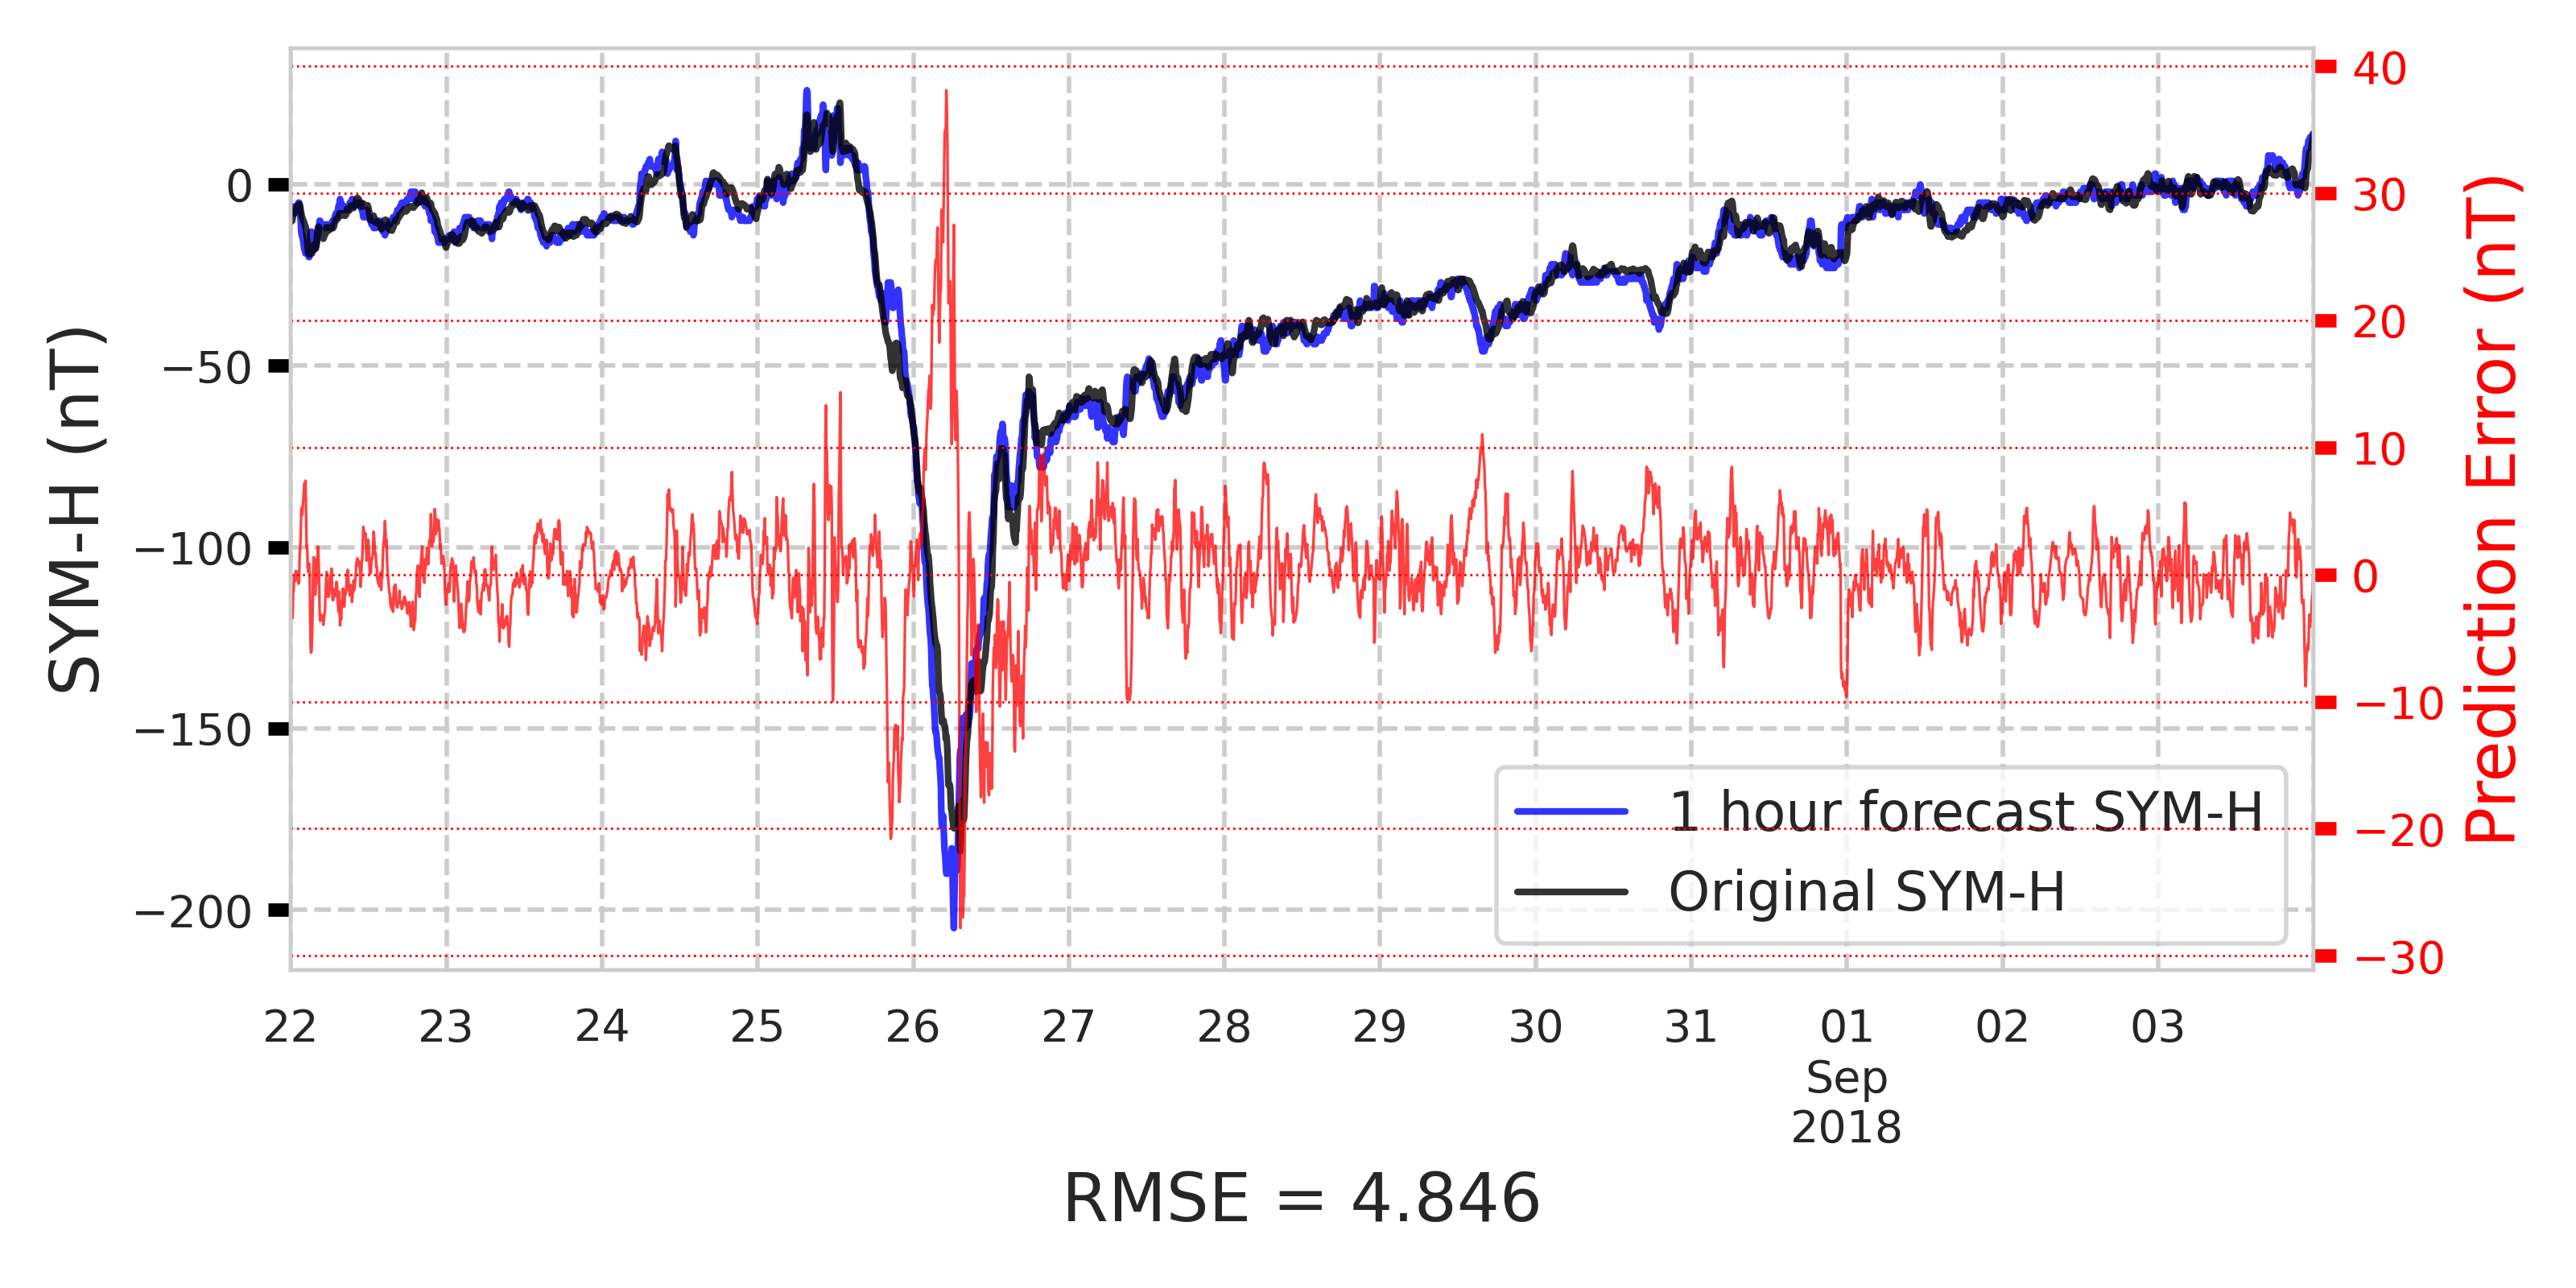 SYM-H (nT)
0
−50
−100
−150
−200
40
30
20
10
0
−10
−20
−30
Prediction Error (nT)
1 hour forecast SYM-H
Original SYM-H
22 23 24 25 26 27 28 29 30 31 01 02 03
Sep
2018
RMSE = 4.846